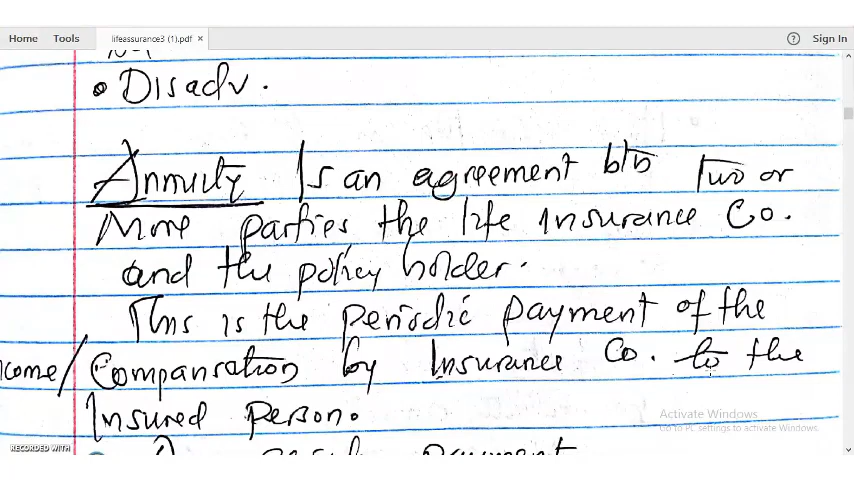 Home Tools lifeassurance3 (1).pdf × ? Sign In
• Disadv.
Annuity Is an agreement btn two or
More parties the life insurance Co.
and the policy holder.
This is the periodic payment of the
come/ Compansation by Insurance Co. to the
Insured person.
Activate Windows
Go to PC settings to activate Windows.
RECORDED WITH
payment